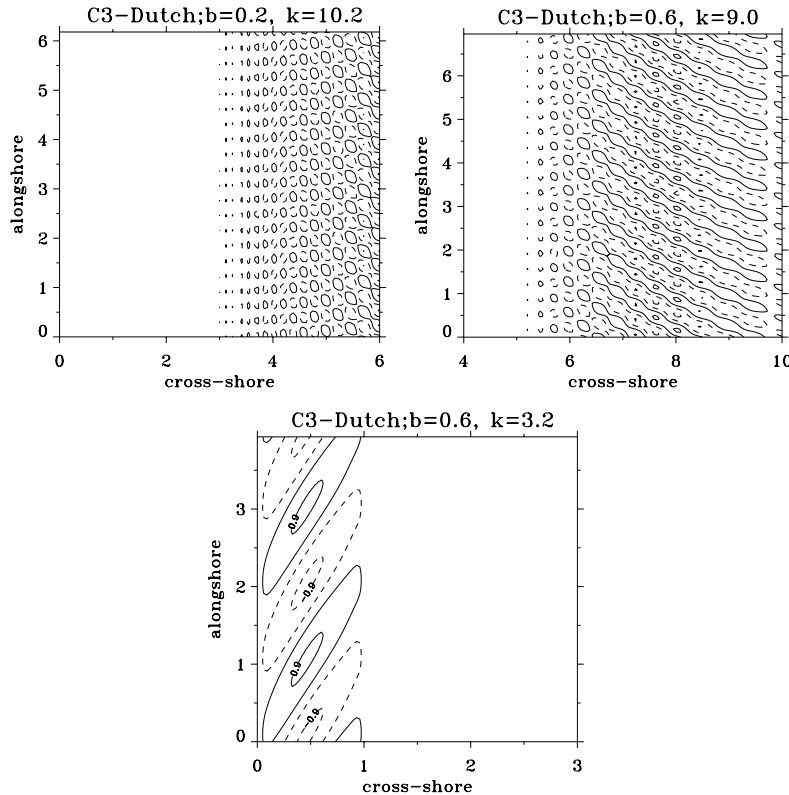 C3-Dutch;b=0.2, k=10.2
6
5
4
3
2
1
0
alongshore
0 2 4 6
cross-shore
C3-Dutch;b=0.6, k=9.0
6
5
4
3
2
1
0
alongshore
4 6 8 10
cross-shore
C3-Dutch;b=0.6, k=3.2
3
2
1
0
alongshore
0.9
-0.9
0.9
-0.9
0 1 2 3
cross-shore